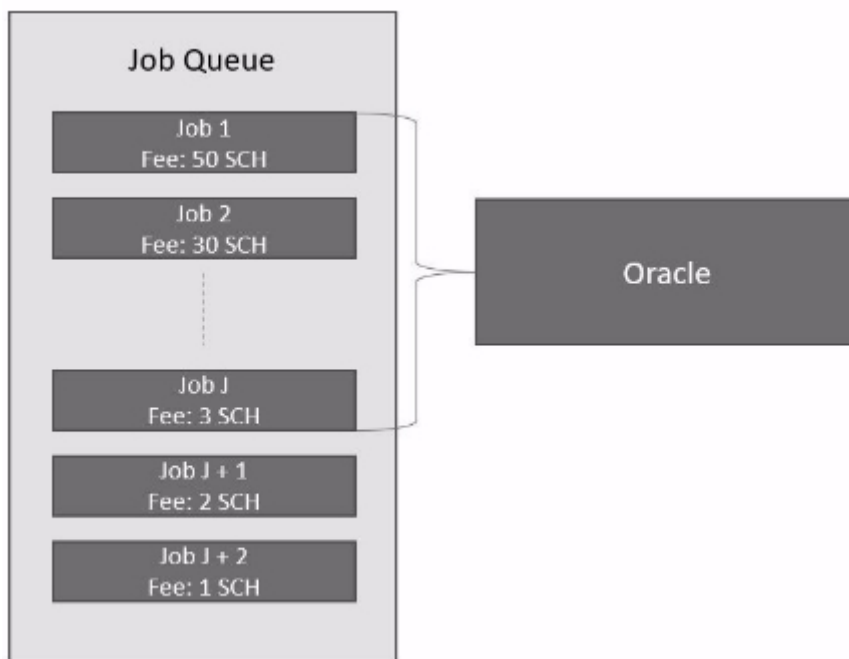 Job Queue
Job 1
Fee: 50 SCH
Job 2
Fee: 30 SCH
Job J
Fee: 3 SCH
Job J + 1
Fee: 2 SCH
Job J + 2
Fee: 1 SCH
Oracle